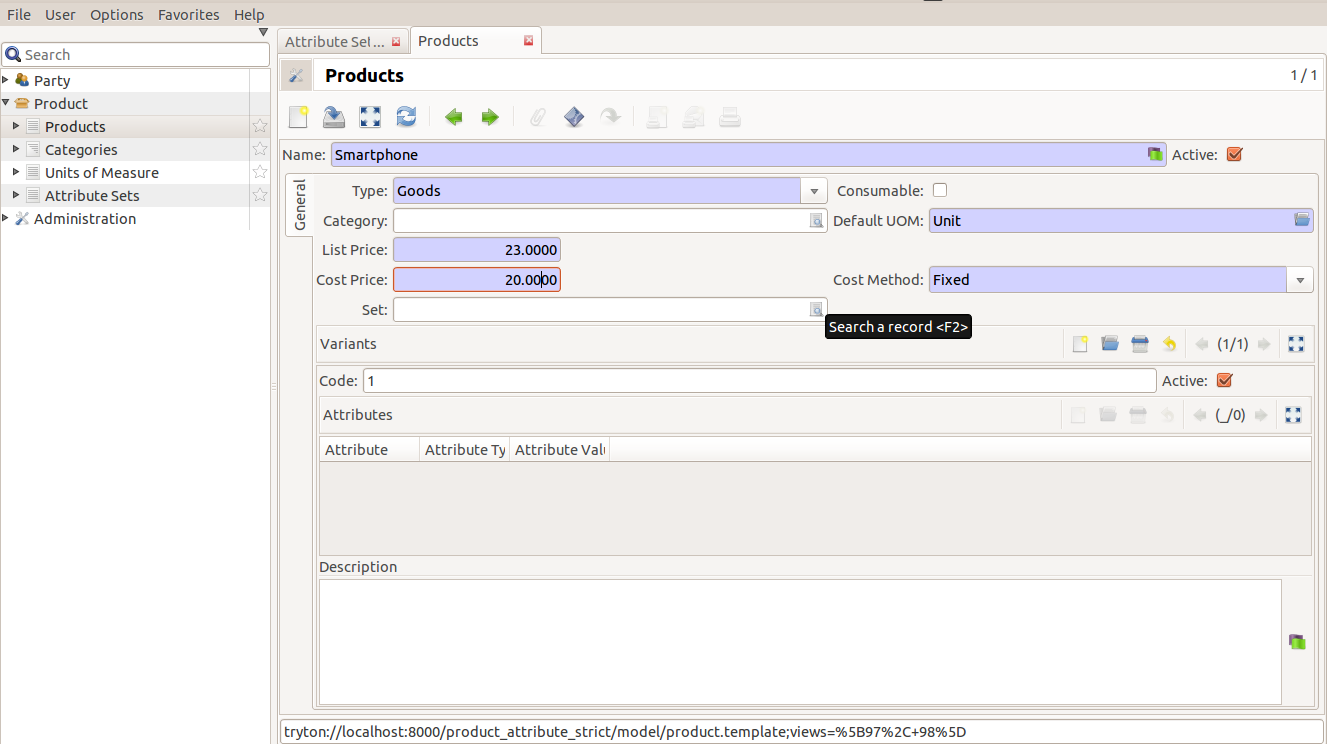 File User Options Favorites Help
Search
Party
Product
Products
Categories
Units of Measure
Attribute Sets
Administration
Attribute Set... Products
Products 1 / 1
Name: Smartphone Active:
General
Type: Goods Consumable:
Category: Default UOM: Unit
List Price: 23.0000
Cost Price: 20.0000 Cost Method: Fixed
Set:
Search a record <F2>
Variants (1/1)
Code: 1 Active:
Attributes (_/0)
Attribute Attribute Ty Attribute Valu
Description
tryton://localhost:8000/product_attribute_strict/model/product.template;views=%5B97%2C+98%5D